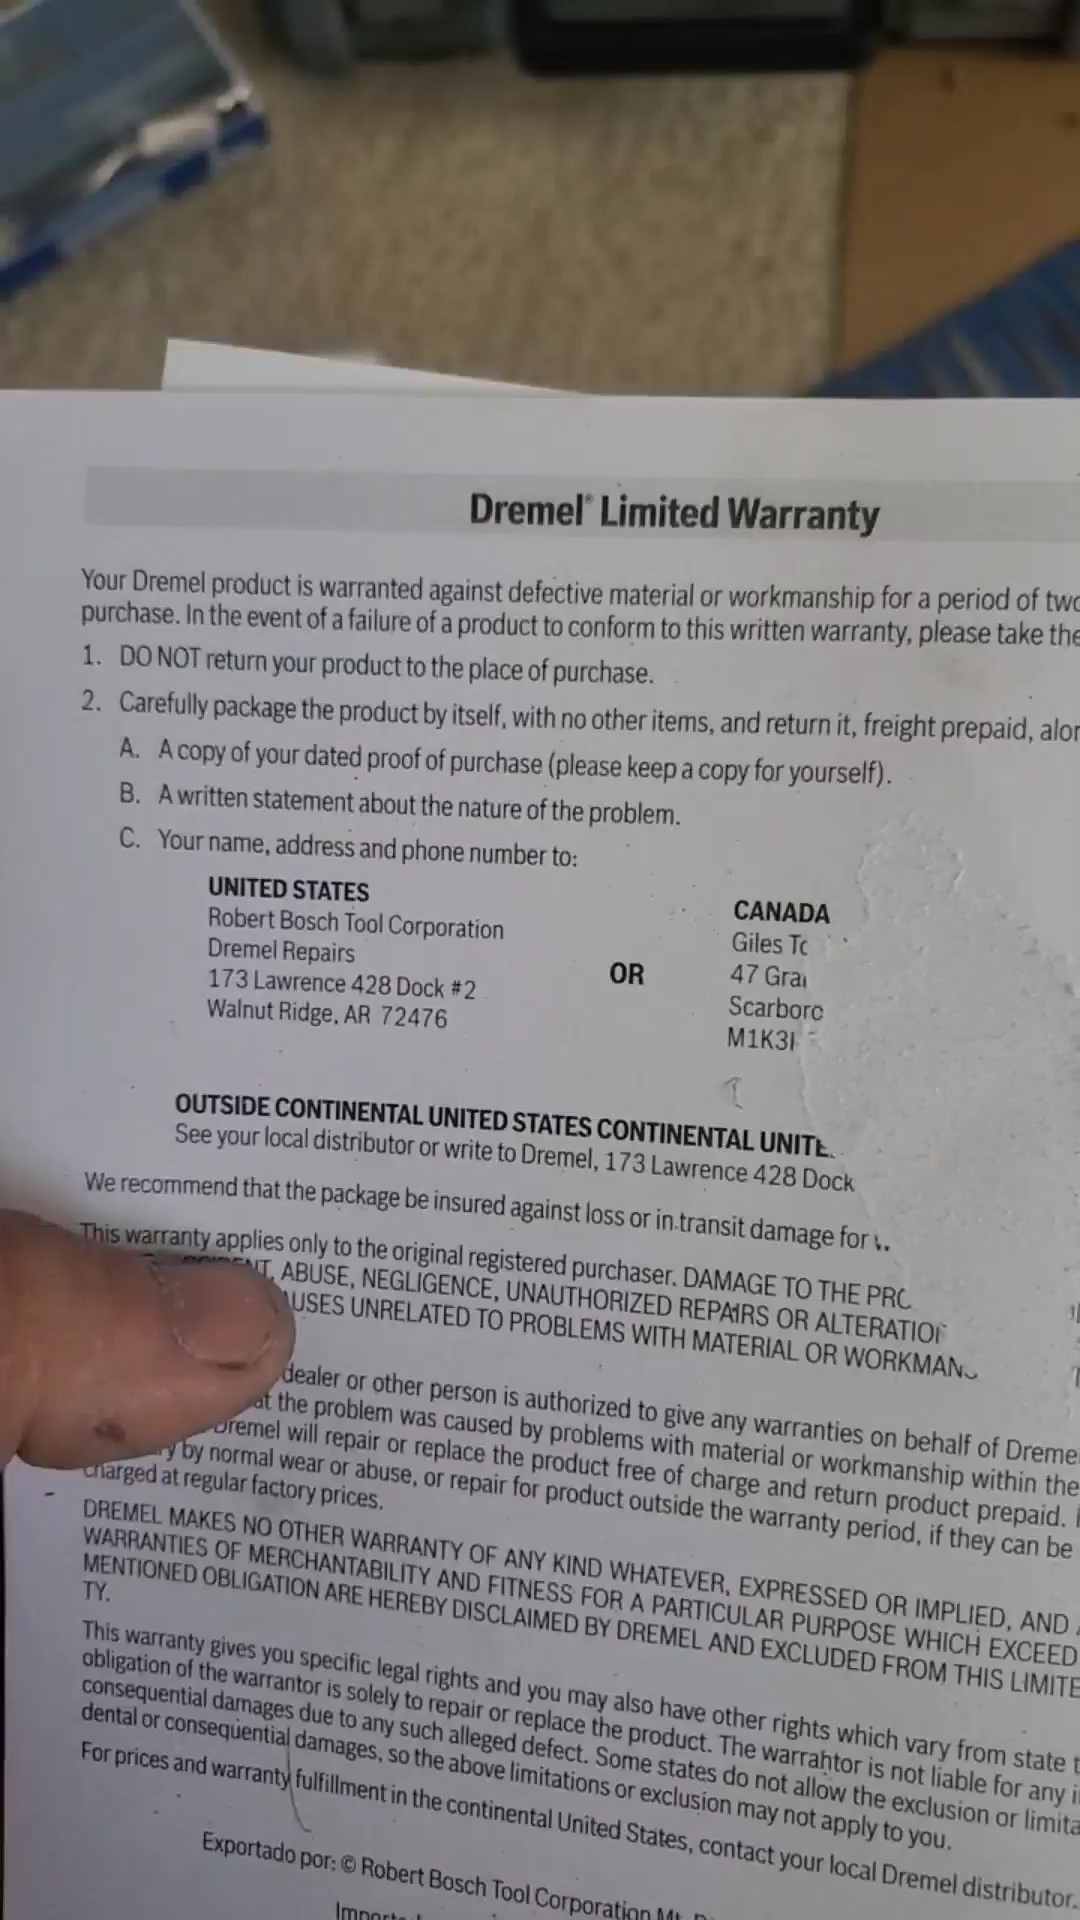 Dremel® Limited Warranty
Your Dremel product is warranted against defective material or workmanship for a period of two
purchase. In the event of a failure of a product to conform to this written warranty, please take the
1. DO NOT return your product to the place of purchase.
2. Carefully package the product by itself, with no other items, and return it, freight prepaid,
A. A copy of your dated proof of purchase (please keep a copy for yourself).
B. A written statement about the nature of the problem.
C. Your name, address and phone number to:
UNITED STATES
Robert Bosch Tool Corporation
Dremel Repairs
173 Lawrence 428 Dock #2
Walnut Ridge, AR 72476
OR
CANADA
Giles
47
OUTSIDE CONTINENTAL UNITED STATES CONTINENTAL
See your local distributor or write to Dremel, 173 Lawrence 428 Dock
We recommend that the package be insured against loss or in transit damage for
This warranty applies only to the original registered purchaser. DAMAGE TO THE
ABUSE, NEGLIGENCE, UNAUTHORIZED REPAIRS OR
UNRELATED TO PROBLEMS WITH MATERIAL OR
dealer or other person is authorized to give any warranties on behalf of
the problem was caused by problems with material or workmanship within the
Dremel will repair or replace the product free of charge and return product prepaid.
by normal wear or abuse, or repair for product outside the warranty period, if they can be
charged at regular factory prices.
DREMEL MAKES NO OTHER WARRANTY OF ANY KIND WHATEVER, EXPRESSED OR IMPLIED, AND
WARRANTIES OF MERCHANTABILITY AND FITNESS FOR A PARTICULAR PURPOSE WHICH EXCEED
MENTIONED OBLIGATION ARE HEREBY DISCLAIMED BY DREMEL AND EXCLUDED FROM THIS
TY.
This warranty gives you specific legal rights and you may also have other rights which vary from state
obligation of the warrantor is solely to repair or replace the product. The warrantor is not liable for any
consequential damages due to any such alleged defect. Some states do not allow the exclusion or
dental or consequential damages, so the above limitations or exclusion may not apply to you.
For prices and warranty fulfillment in the continental United States, contact your local Dremel distributor.
Exportado por: © Robert Bosch Tool Corporation